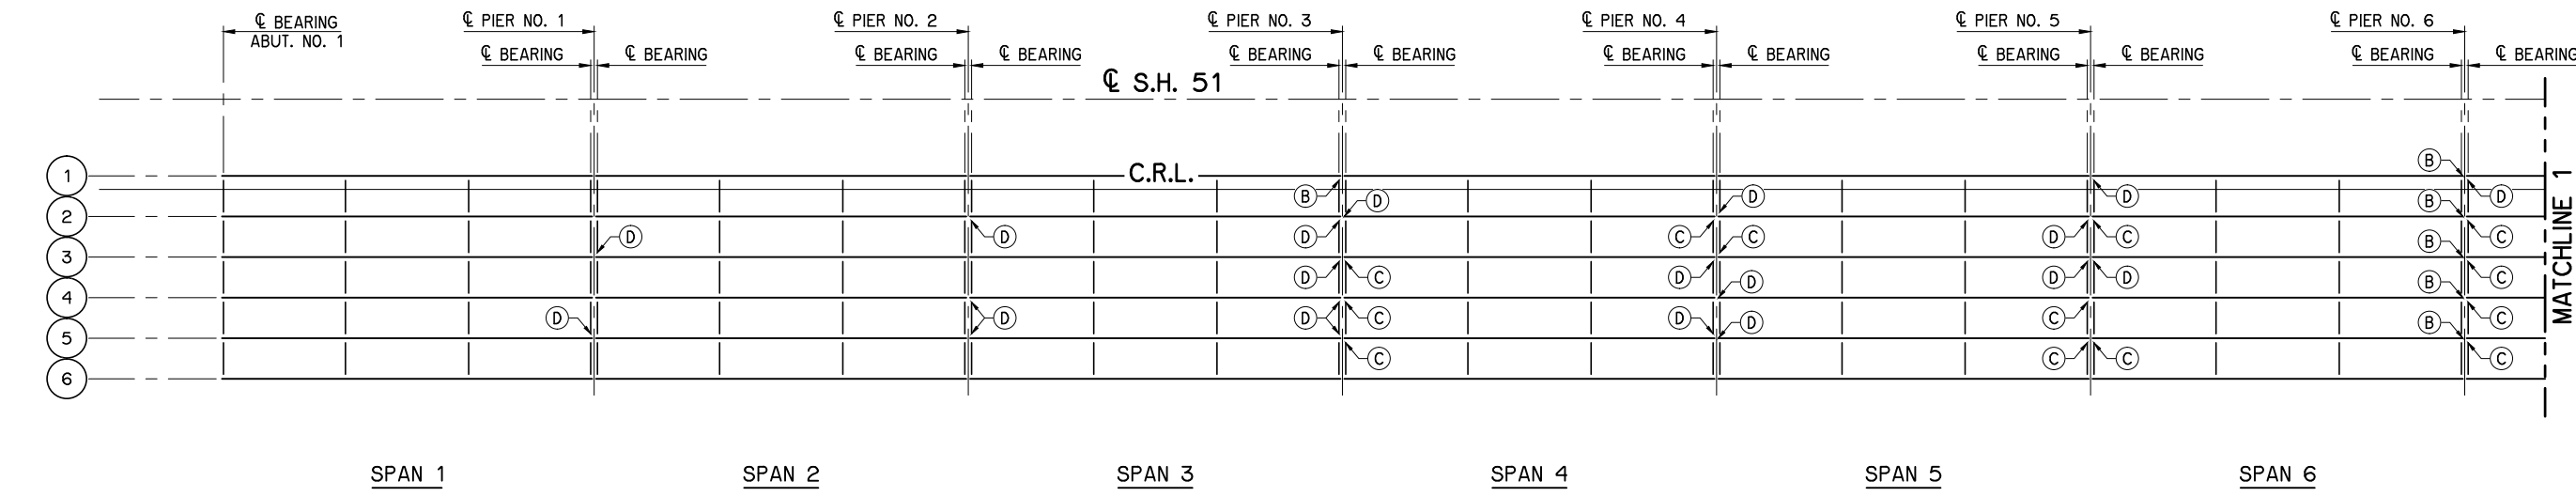 ℄ BEARING
ABUT. NO. 1
℄ PIER NO. 1
℄ PIER NO. 2
℄ PIER NO. 3
℄ PIER NO. 4
℄ PIER NO. 5
℄ PIER NO. 6
℄ BEARING
℄ BEARING
℄ BEARING
℄ BEARING
℄ BEARING
℄ BEARING
℄ BEARING
℄ BEARING
℄ BEARING
℄ BEARING
℄ BEARING
℄ BEARING
℄ S.H. 51
B
1
C.R.L.
B
D
D
D
B
D
2
D
D
D
C
C
D
C
B
C
3
D
C
D
D
D
D
B
C
4
D
D
D
C
D
D
C
B
C
5
C
C
C
C
6
MATCHLINE 1
SPAN 1
SPAN 2
SPAN 3
SPAN 4
SPAN 5
SPAN 6